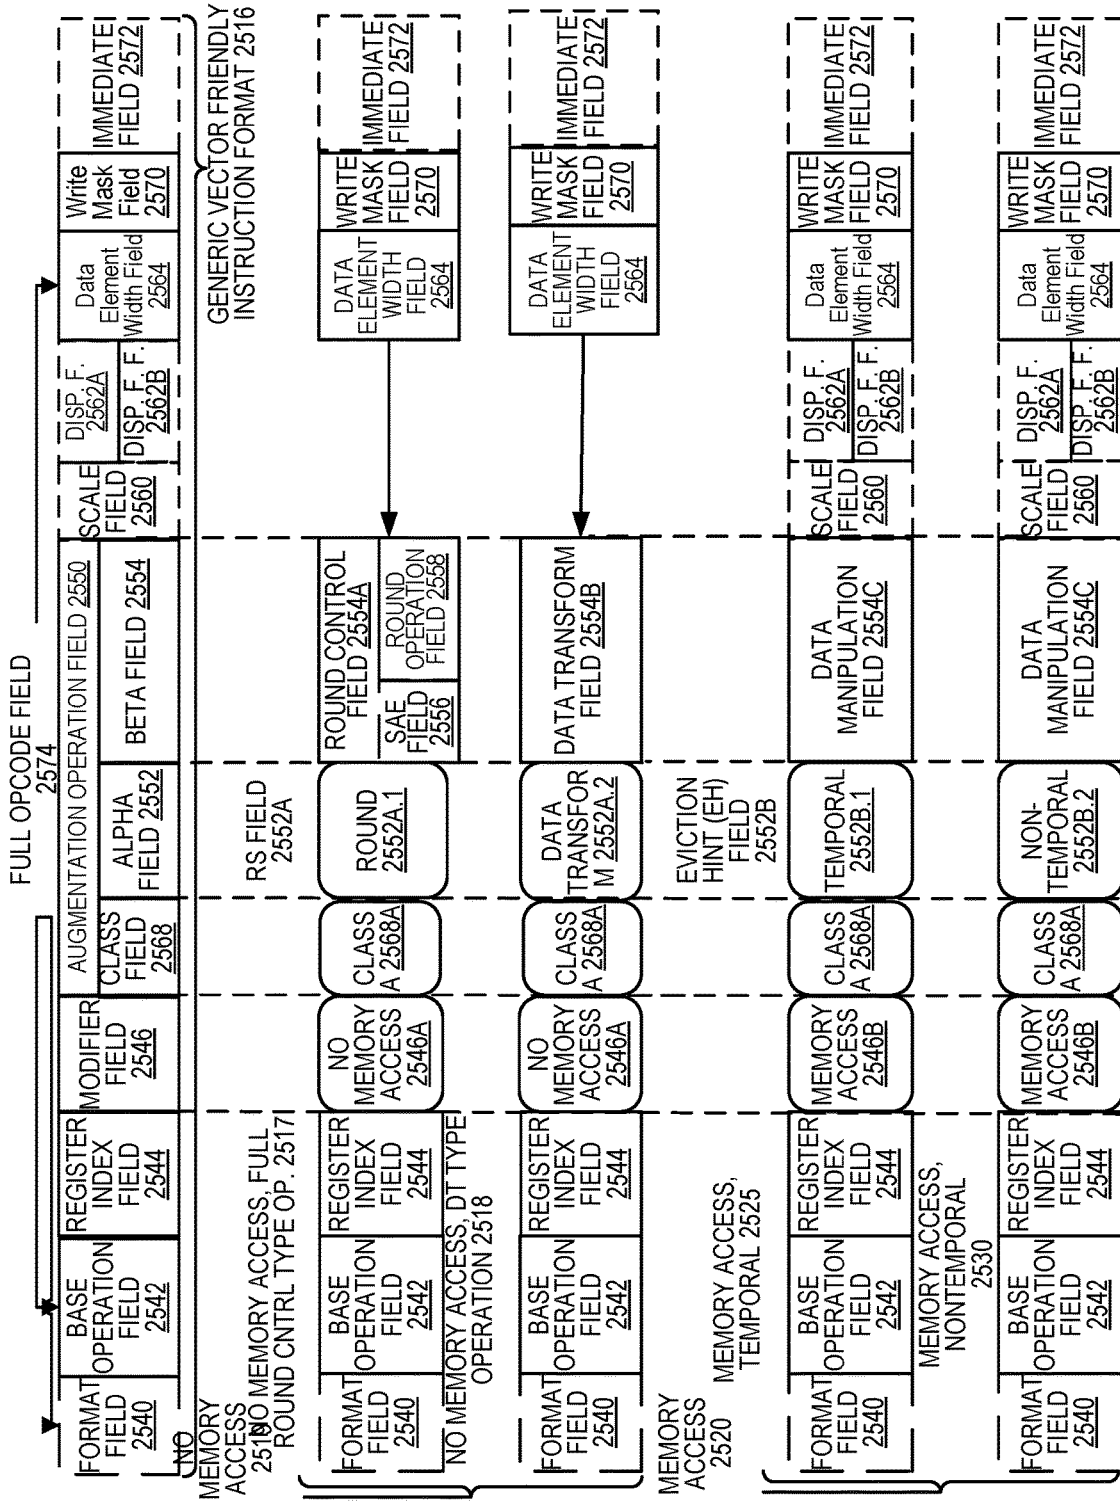 FULL OPCODE FIELD
2574
FORMAT
FIELD
2540
BASE
OPERATION
FIELD
2542
REGISTER
INDEX
FIELD
2544
MODIFIER
FIELD
2546
AUGMENTATION OPERATION FIELD 2550
CLASS
FIELD
2568
ALPHA
FIELD 2552
BETA FIELD 2554
SCALE
FIELD
2560
DISP. F.
2562A
DISP. F. F.
2562B
Data
Element
Width Field
2564
Write
Mask
Field
2570
IMMEDIATE
FIELD 2572
GENERIC VECTOR FRIENDLY
INSTRUCTION FORMAT 2516
NO
MEMORY
ACCESS
2519
NO MEMORY ACCESS, FULL
ROUND CNTRL TYPE OP. 2517
RS FIELD
2552A
FORMAT
FIELD
2540
BASE
OPERATION
FIELD
2542
REGISTER
INDEX
FIELD
2544
NO
MEMORY
ACCESS
2546A
CLASS
A 2568A
ROUND
2552A.1
ROUND CONTROL
FIELD 2554A
SAE
FIELD
2556
ROUND
OPERATION
FIELD 2558
DATA
ELEMENT
WIDTH
FIELD
2564
WRITE
MASK
FIELD
2570
IMMEDIATE
FIELD 2572
NO MEMORY ACCESS, DT TYPE
OPERATION 2518
FORMAT
FIELD
2540
BASE
OPERATION
FIELD
2542
REGISTER
INDEX
FIELD
2544
NO
MEMORY
ACCESS
2546A
CLASS
A 2568A
DATA
TRANSFOR
M 2552A.2
DATA TRANSFORM
FIELD 2554B
DATA
ELEMENT
WIDTH
FIELD
2564
WRITE
MASK
FIELD
2570
IMMEDIATE
FIELD 2572
MEMORY
ACCESS
2520
MEMORY ACCESS,
TEMPORAL 2525
EVICTION
HINT (EH)
FIELD
2552B
FORMAT
FIELD
2540
BASE
OPERATION
FIELD
2542
REGISTER
INDEX
FIELD
2544
MEMORY
ACCESS
2546B
CLASS
A 2568A
TEMPORAL
2552B.1
DATA
MANIPULATION
FIELD 2554C
SCALE
FIELD
2560
DISP. F.
2562A
DISP. F. F.
2562B
Data
Element
Width Field
2564
WRITE
MASK
FIELD
2570
IMMEDIATE
FIELD 2572
MEMORY ACCESS,
NONTEMPORAL
2530
FORMAT
FIELD
2540
BASE
OPERATION
FIELD
2542
REGISTER
INDEX
FIELD
2544
MEMORY
ACCESS
2546B
CLASS
A 2568A
NON-
TEMPORAL
2552B.2
DATA
MANIPULATION
FIELD 2554C
SCALE
FIELD
2560
DISP. F.
2562A
DISP. F. F.
2562B
Data
Element
Width Field
2564
WRITE
MASK
FIELD
2570
IMMEDIATE
FIELD 2572